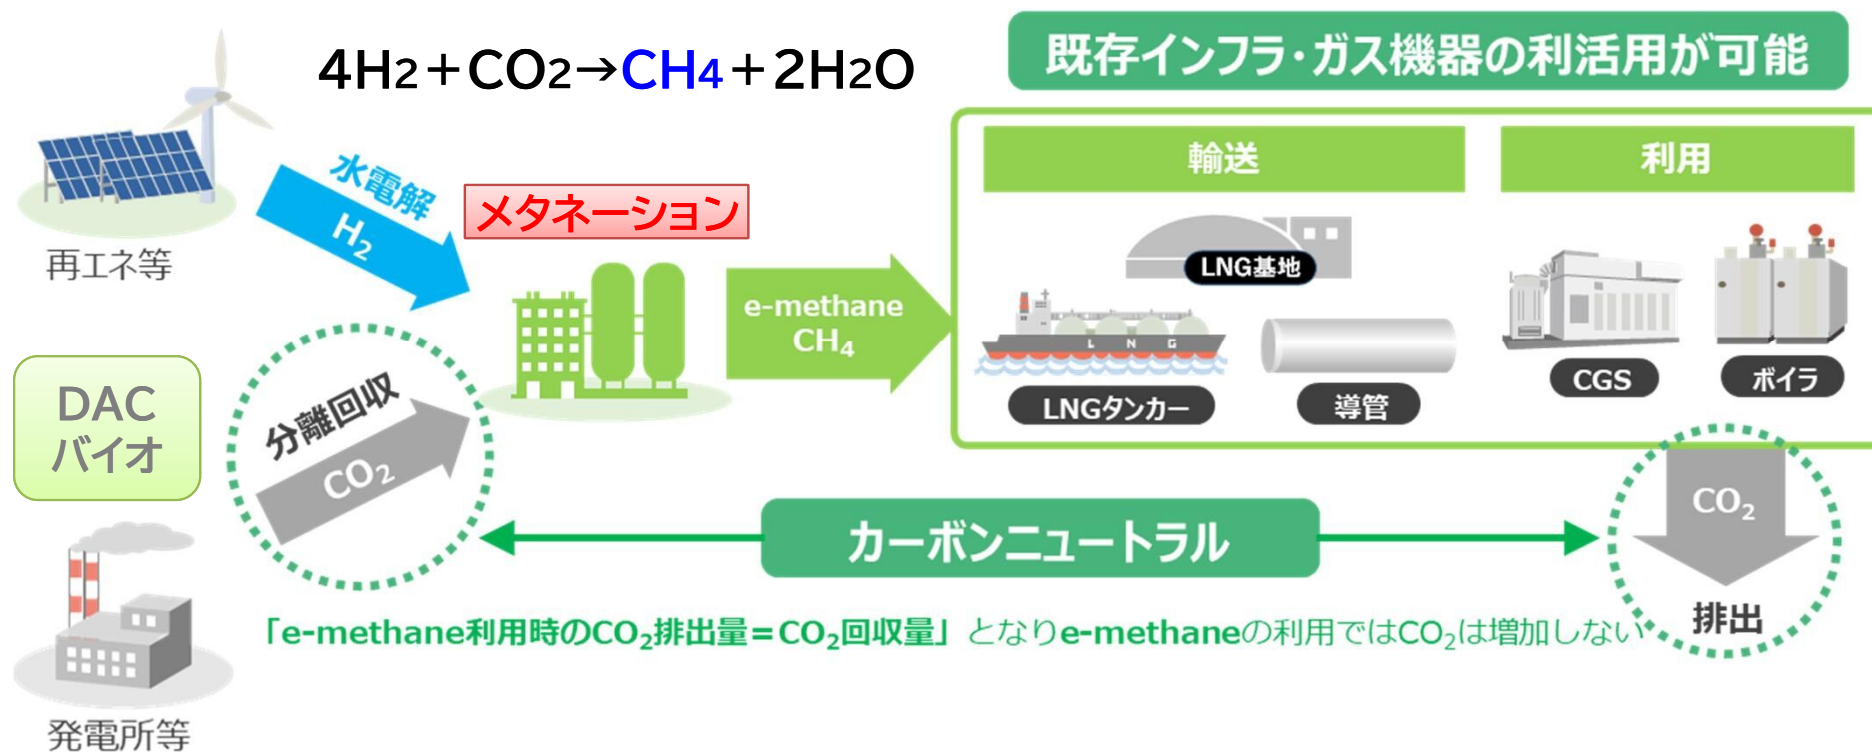 4H2+CO2→CH4+2H2O
既存インフラ・ガス機器の利活用が可能
輸送
利用
水電解
H2
メタネーション
再エネ等
LNG基地
e-methane
CH4
L N G
LNGタンカー
導管
CGS
ボイラ
DAC
バイオ
分離回収
CO2
カーボンニュートラル
CO2
排出
「e-methane利用時のCO2排出量=CO2回収量」となりe-methaneの利用ではCO2は増加しない
発電所等